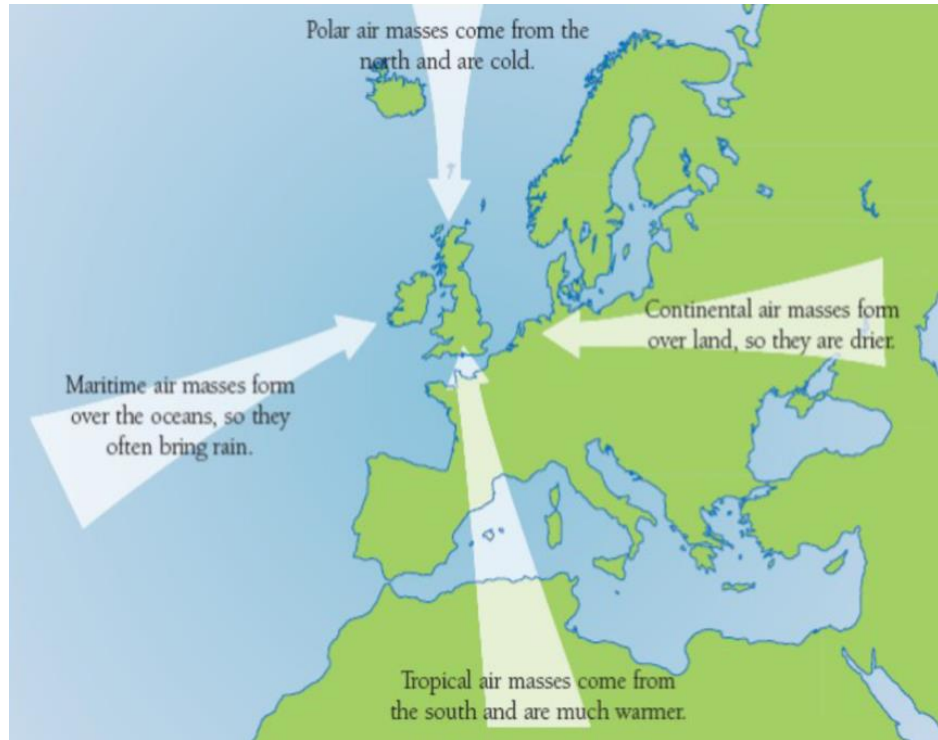 Polar air masses come from the
north and are cold.
?
Continental air masses form
over land, so they are drier.
Maritime air masses form
over the oceans, so they
often bring rain.
Tropical air masses come from
the south and are much warmer.